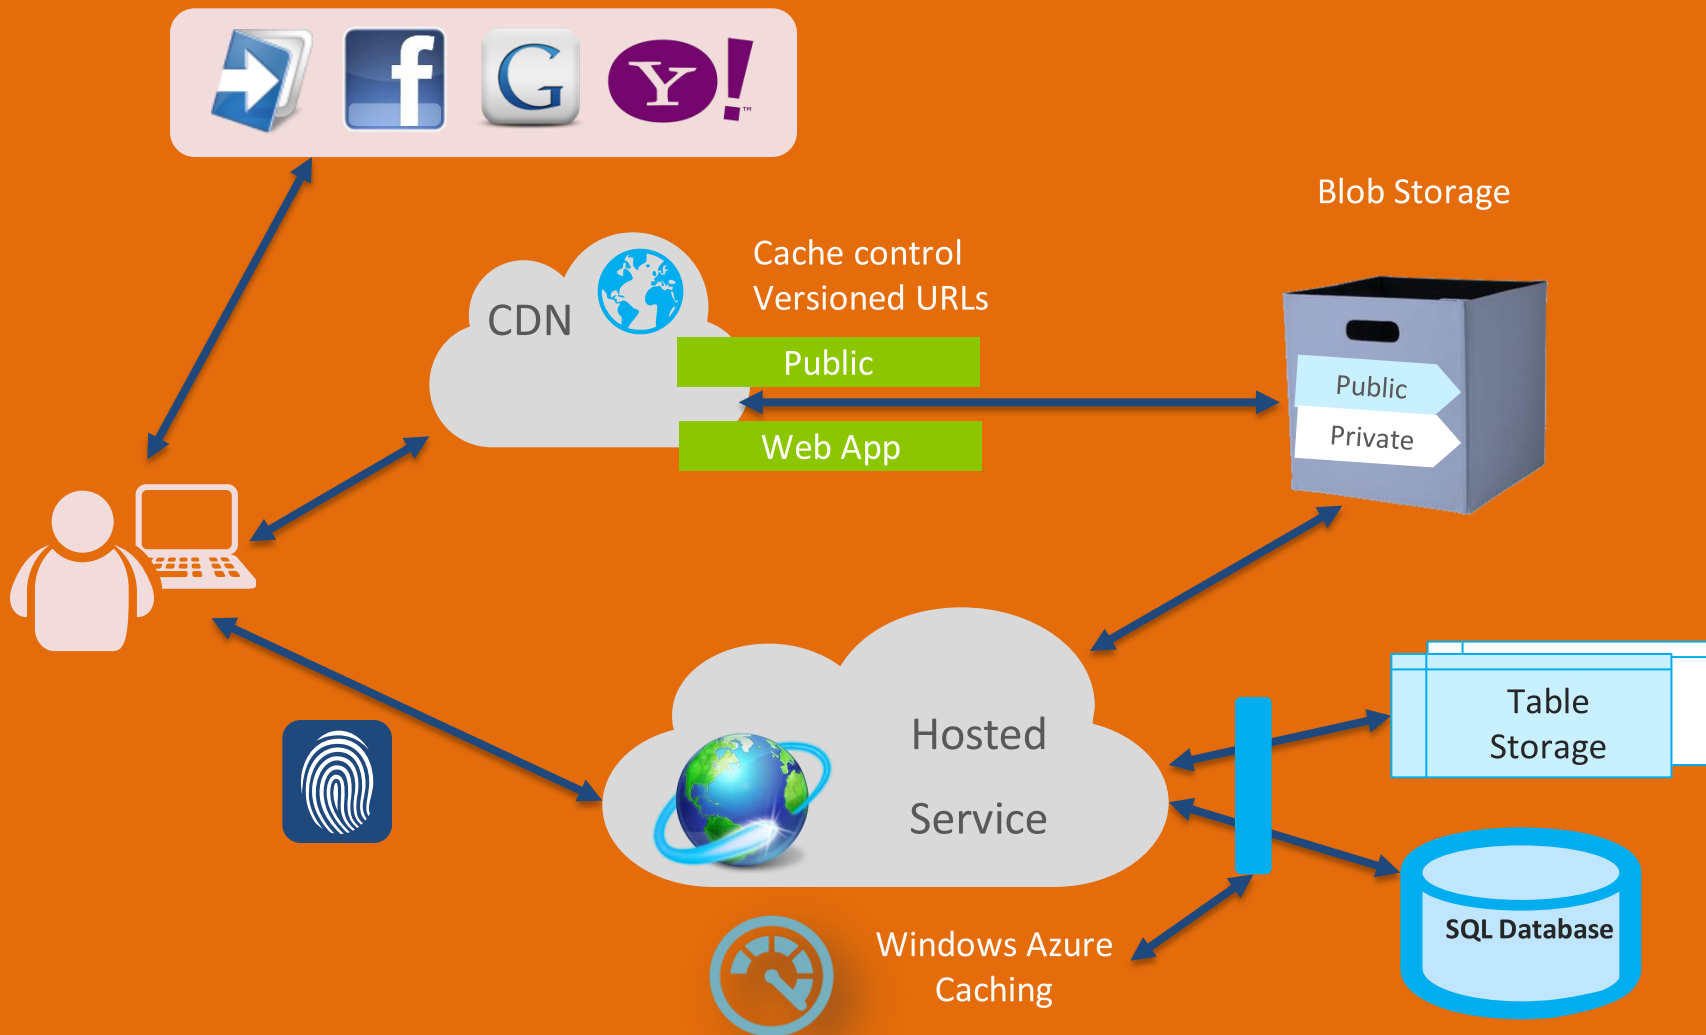 f
G
Y!
TM
Blob Storage
Cache control
Versioned URLs
CDN
Public
Web App
Public
Private
Hosted
Service
Table
Storage
SQL Database
Windows Azure
Caching